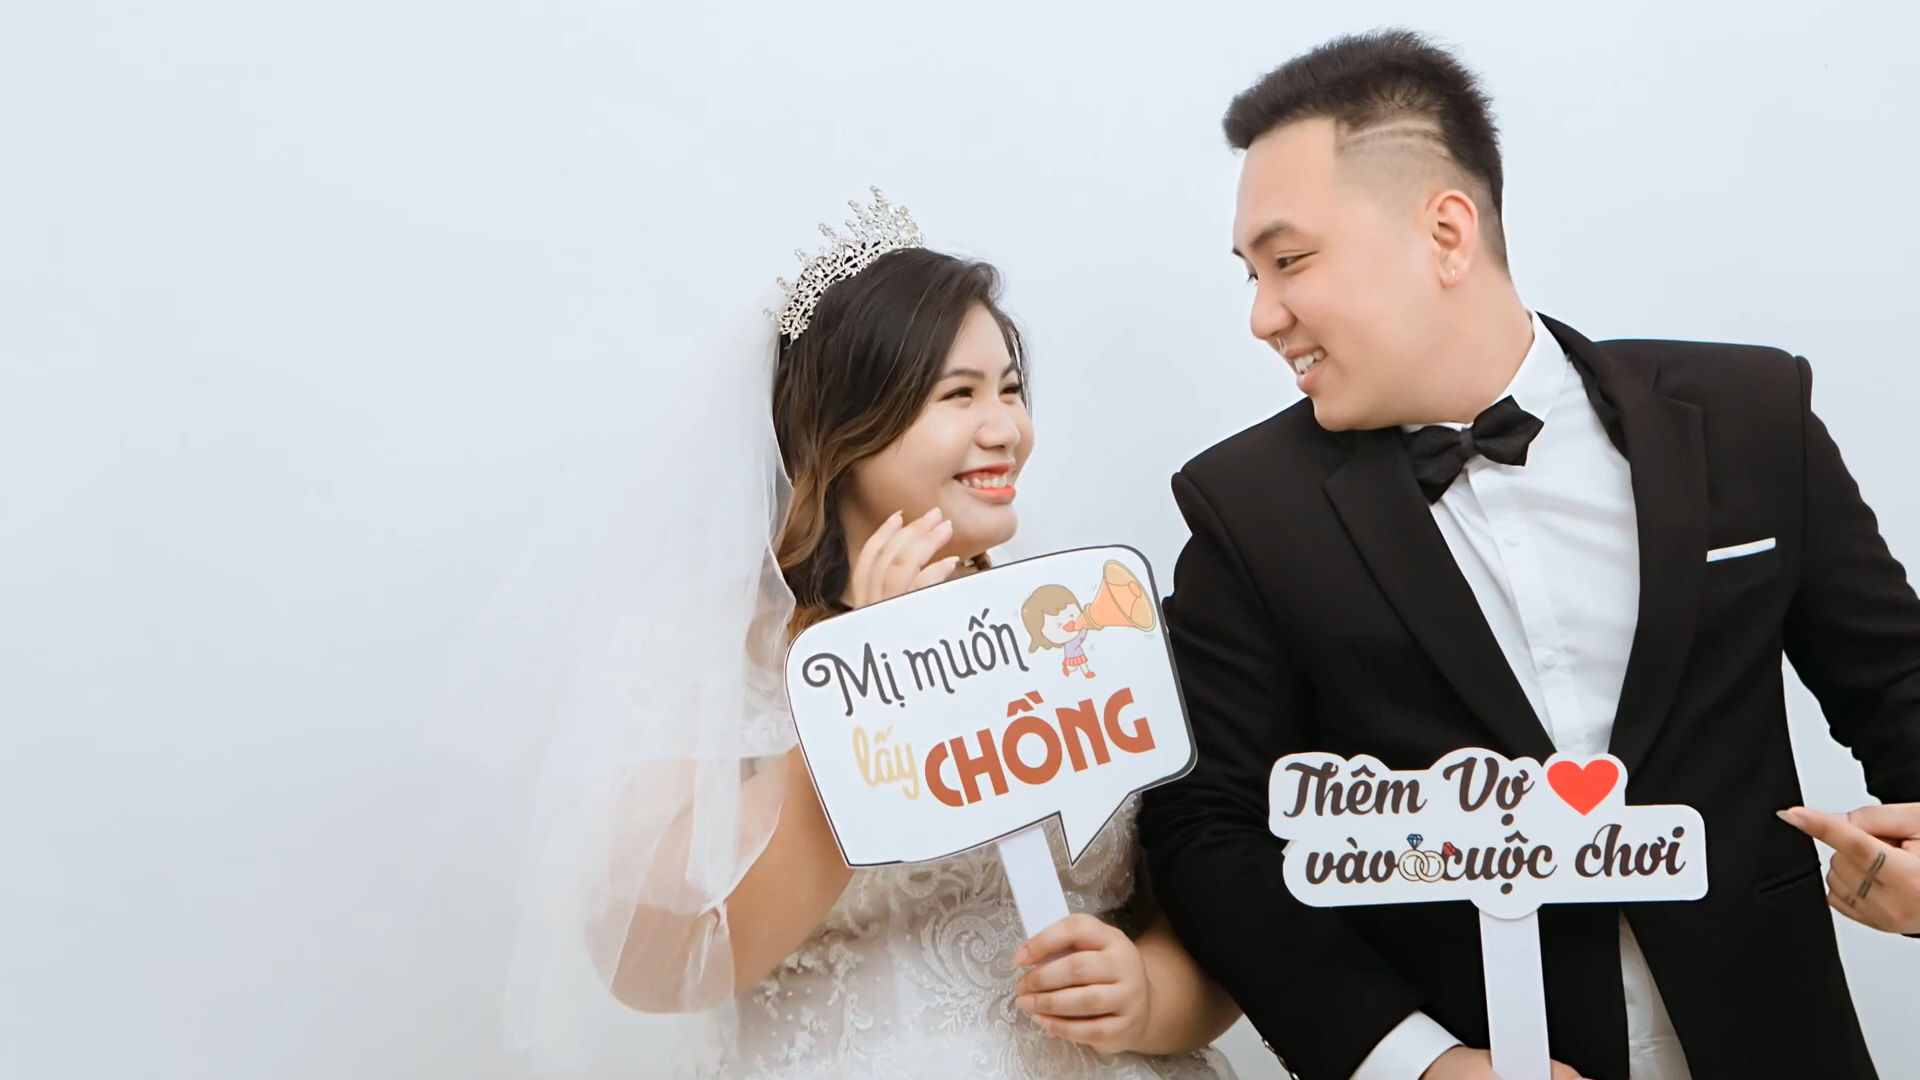 Mị muốn
lấy CHỒNG
Thêm Vợ
vào cuộc chơi